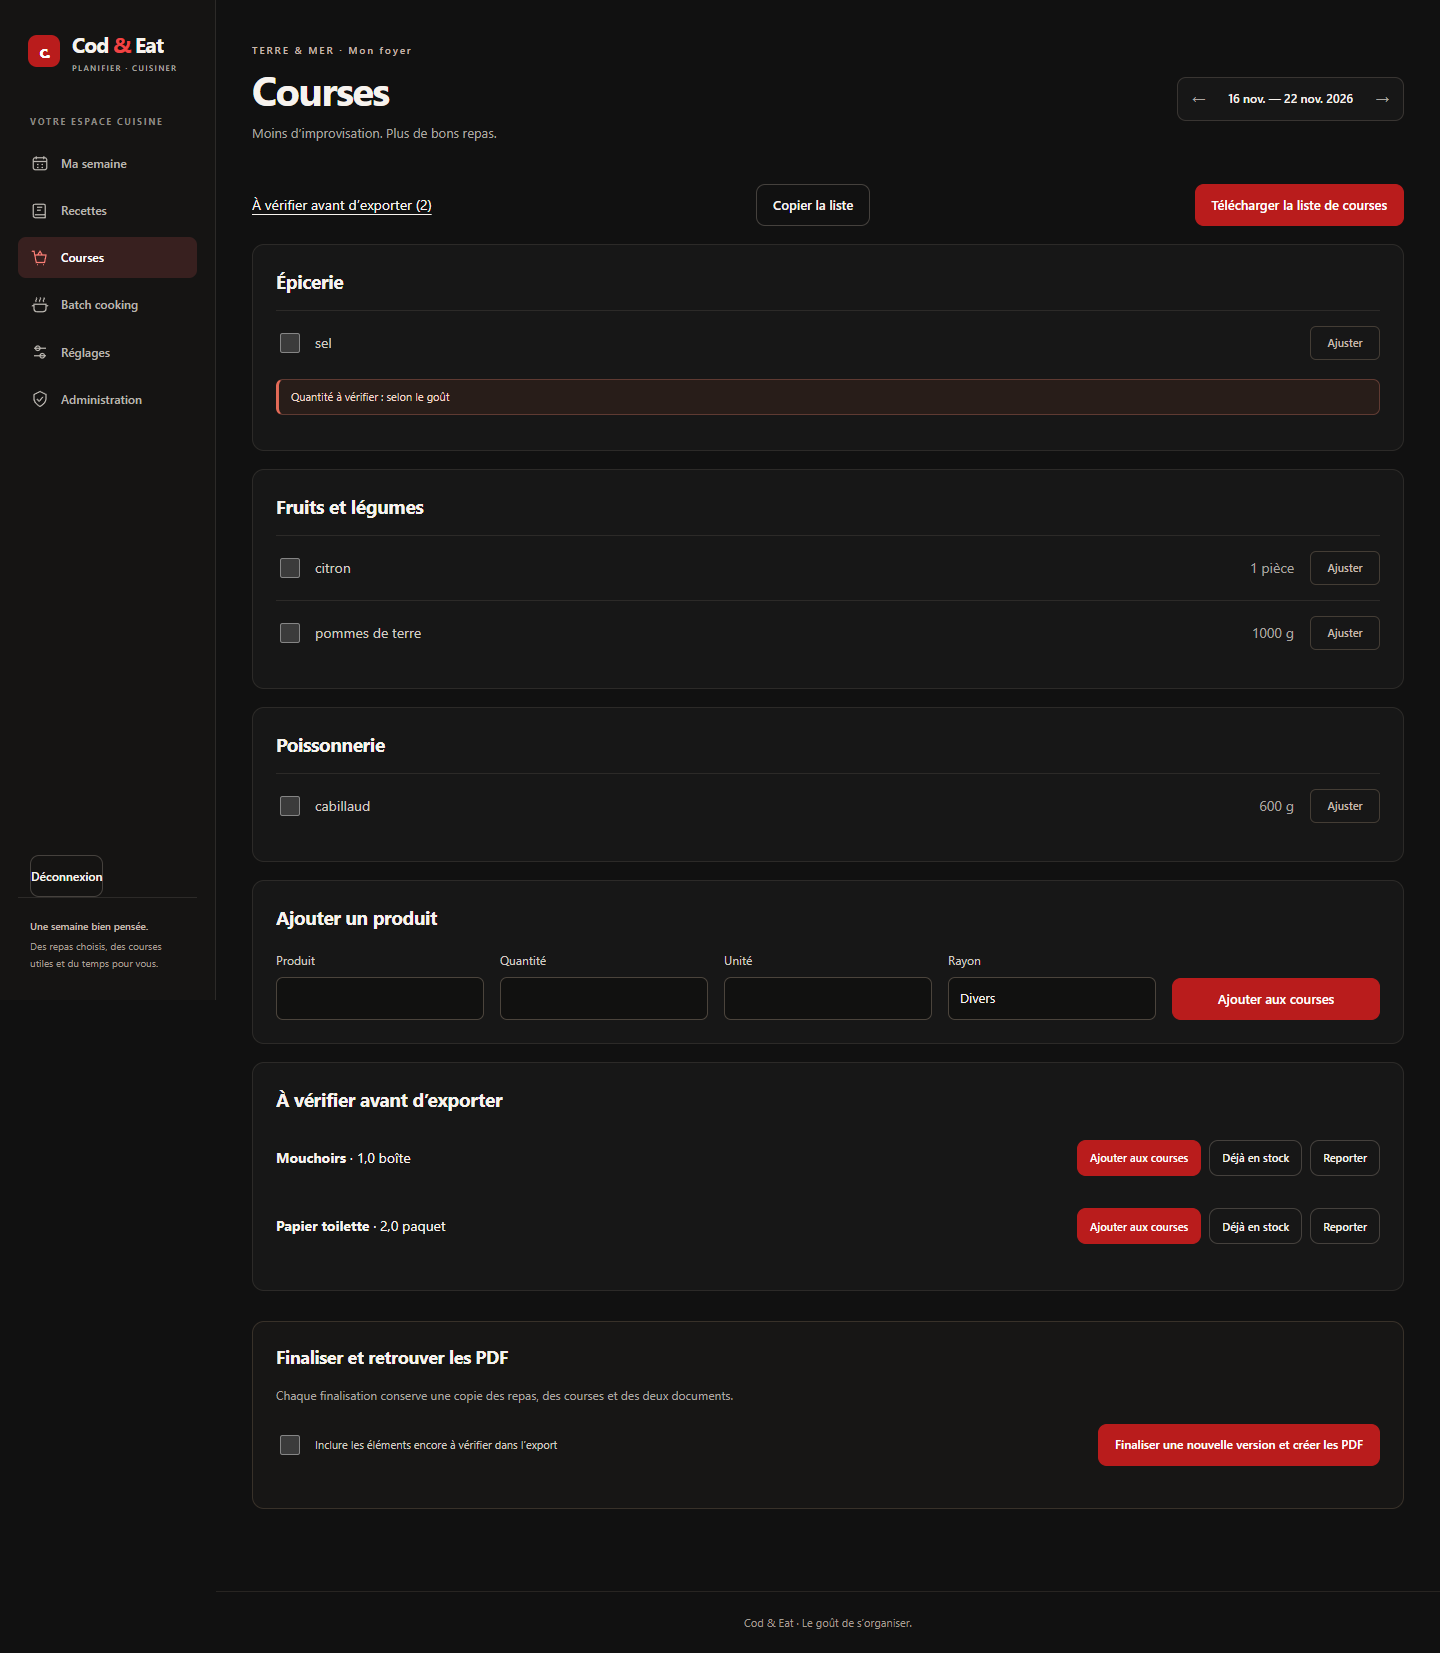 Cod & Eat
PLANIFIER · CUISINER
VOTRE ESPACE CUISINE
Ma semaine
Recettes
Courses
Batch cooking
Réglages
Administration
Déconnexion
Une semaine bien pensée.
Des repas choisis, des courses
utiles et du temps pour vous.
TERRE & MER · Mon foyer
Courses
Moins d’improvisation. Plus de bons repas.
← 16 nov. — 22 nov. 2026 →
À vérifier avant d’exporter (2)
Copier la liste
Télécharger la liste de courses
Épicerie
sel
Ajuster
Quantité à vérifier : selon le goût
Fruits et légumes
citron
1 pièce
Ajuster
pommes de terre
1000 g
Ajuster
Poissonnerie
cabillaud
600 g
Ajuster
Ajouter un produit
Produit
Quantité
Unité
Rayon
Divers
Ajouter aux courses
À vérifier avant d’exporter
Mouchoirs · 1,0 boîte
Ajouter aux courses
Déjà en stock
Reporter
Papier toilette · 2,0 paquet
Ajouter aux courses
Déjà en stock
Reporter
Finaliser et retrouver les PDF
Chaque finalisation conserve une copie des repas, des courses et des deux documents.
Inclure les éléments encore à vérifier dans l’export
Finaliser une nouvelle version et créer les PDF
Cod & Eat · Le goût de s’organiser.